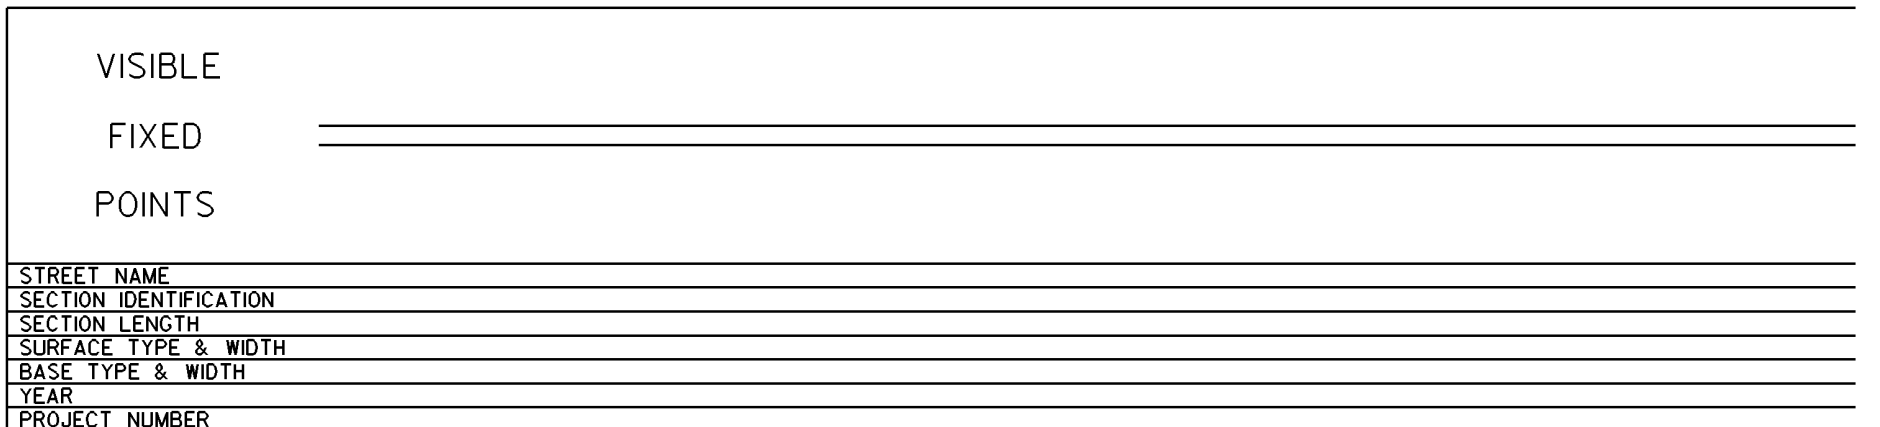 VISIBLE
FIXED
POINTS
STREET NAME
SECTION IDENTIFICATION
SECTION LENGTH
SURFACE TYPE & WIDTH
BASE TYPE & WIDTH
YEAR
PROJECT NUMBER